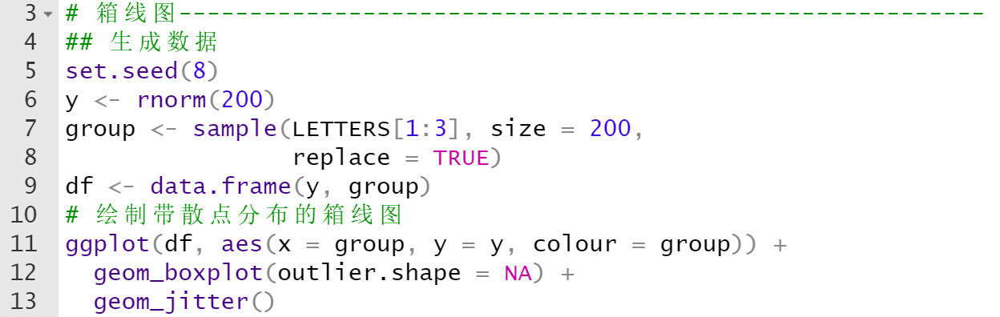 3 # 箱线图---------------------------------------------------------
4 ## 生成数据
5 set.seed(8)
6 y <- rnorm(200)
7 group <- sample(LETTERS[1:3], size = 200,
8                 replace = TRUE)
9 df <- data.frame(y, group)
10 # 绘制带散点分布的箱线图
11 ggplot(df, aes(x = group, y = y, colour = group)) +
12   geom_boxplot(outlier.shape = NA) +
13   geom_jitter()